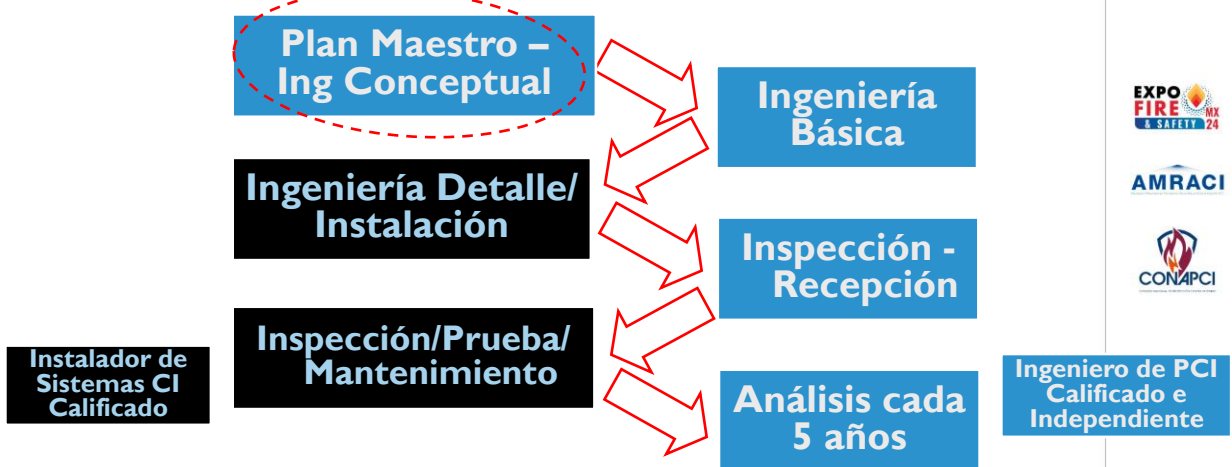 Plan Maestro –
Ing Conceptual
Ingeniería
Básica
Ingeniería Detalle/
Instalación
Inspección -
Recepción
Inspección/Prueba/
Mantenimiento
Análisis cada
5 años
Instalador de
Sistemas CI
Calificado
Ingeniero de PCI
Calificado e
Independiente
EXPO
FIRE MX
& SAFETY 24
AMRACI
CONAPCI